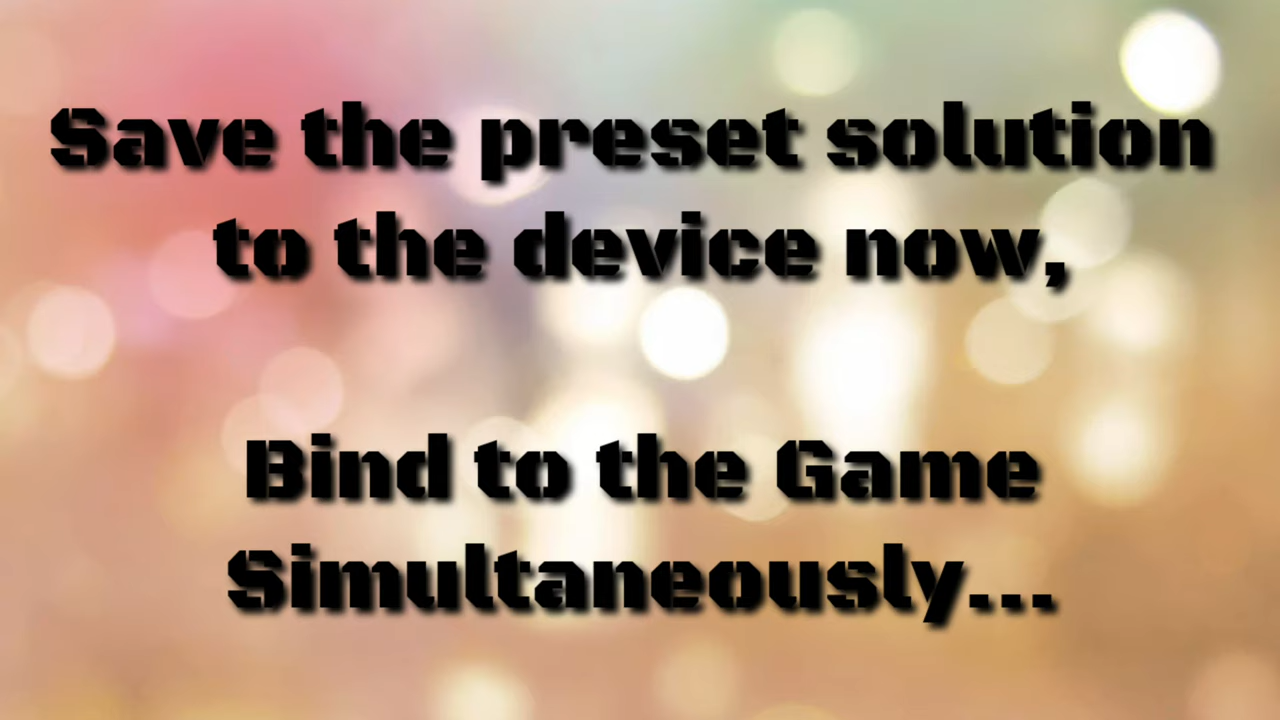 Save the preset solution
to the device now,
Bind to the Game
Simultaneously...